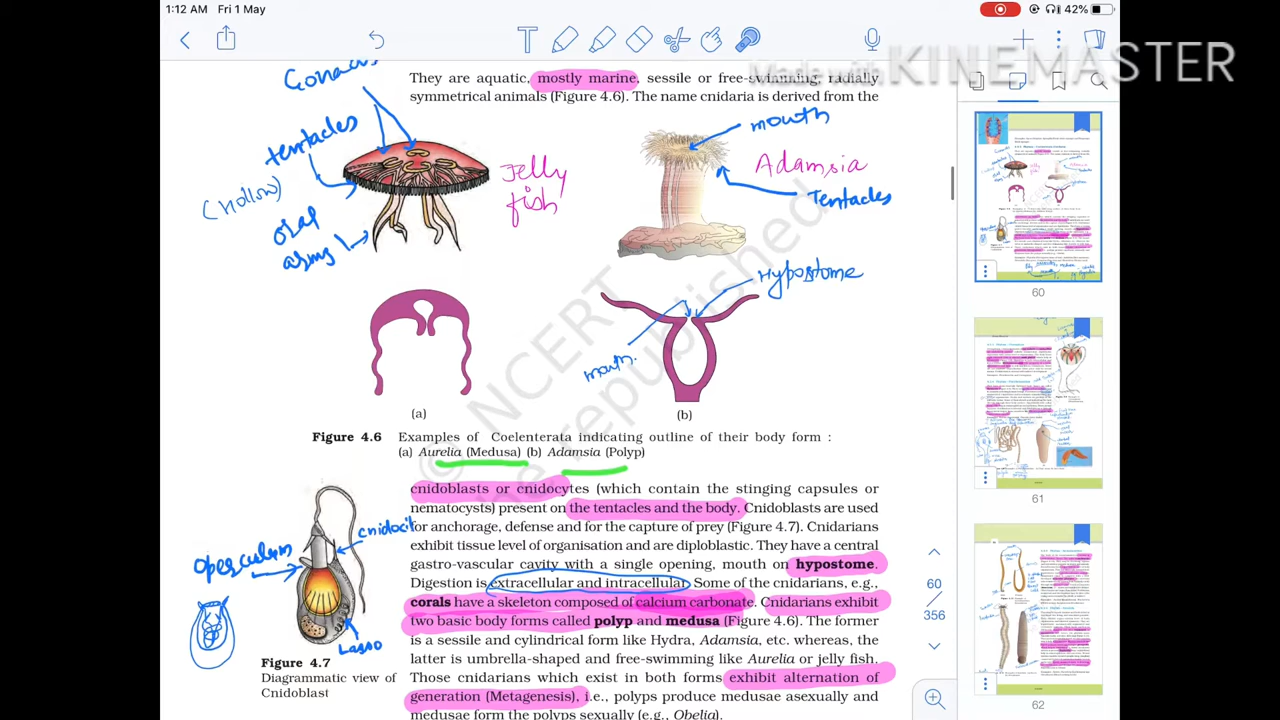 1:12 AM Fri 1 May
42%
Made with KINEMASTER
Gonads
They are aquatic, mostly marine, sessile or free-swimming, radially
symmetrical animals (Figure 4.6). The name cnidaria is derived from the
tentacles
(hollow)
oral
arms
Jelly
fish
mouth
Adamsia
Tentacles
Hypostome
mouth
(a)
(b)
Figure 4.6 Examples of Coelenterata indicating outline of their body form :
(a) Aurelia (Medusa) (b) Adamsia (Polyp)
cnidoblasts or cnidocytes (which contain the stinging capsules or
nematocysts) present on the tentacles and the body. Cnidoblasts are used
for anchorage, defense and for the capture of prey (Figure 4.7). Cnidarians
exhibit tissue level of organisation and are diploblastic. They have a central
gastro-vascular cavity with a single opening, mouth on hypostome.
Digestion is extracellular and intracellular. Some of the cnidarians, e.g.,
corals have a skeleton composed of calcium carbonate. Cnidarians exhibit
two basic body forms called polyp and medusa (Figure 4.6). The former
is a sessile and cylindrical form like Hydra, Adamsia, etc. whereas, the
latter is umbrella-shaped and free-swimming like Aurelia or jelly fish.
Those cnidarians which exist in both forms exhibit alternation of
generation (Metagenesis), i.e., polyps produce medusae asexually and
medusae form the polyps sexually (e.g., Obelia).
cnidocil
operculum
Figure 4.7
Cnidoblast
NCERT
60
61
62
60
356